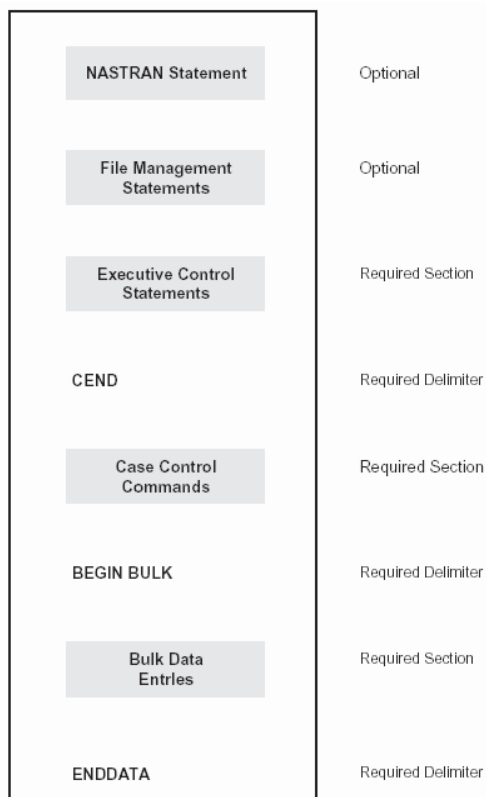 NASTRAN Statement Optional
File Management Optional
Statements
Executive Control Required Section
Statements
CEND Required Delimiter
Case Control Required Section
Commands
BEGIN BULK Required Delimiter
Bulk Data Required Section
Entries
ENDDATA Required Delimiter